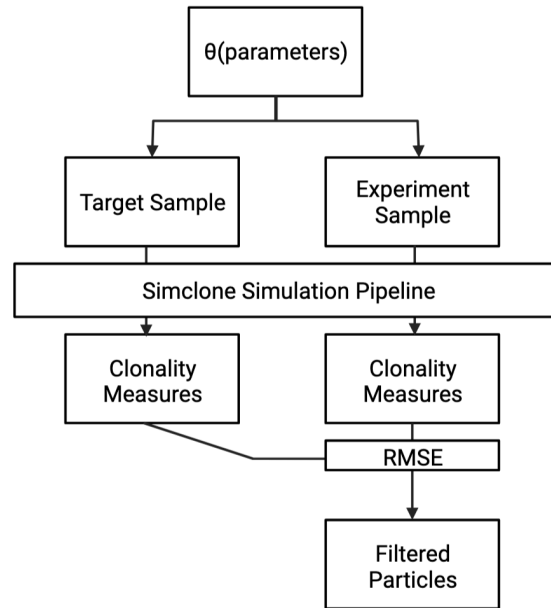 θ(parameters)
Target Sample
Experiment
Sample
Simclone Simulation Pipeline
Clonality
Measures
Clonality
Measures
RMSE
Filtered
Particles